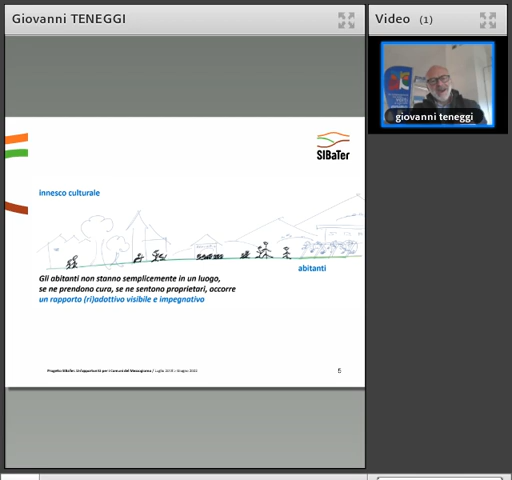 Giovanni TENEGGI
Video (1)
giovanni teneggi
SIBaTer
innesco culturale
abitanti
Gli abitanti non stanno semplicemente in un luogo,
se ne prendono cura, se ne sentono proprietari, occorre
un rapporto (ri)adottivo visibile e impegnativo
5